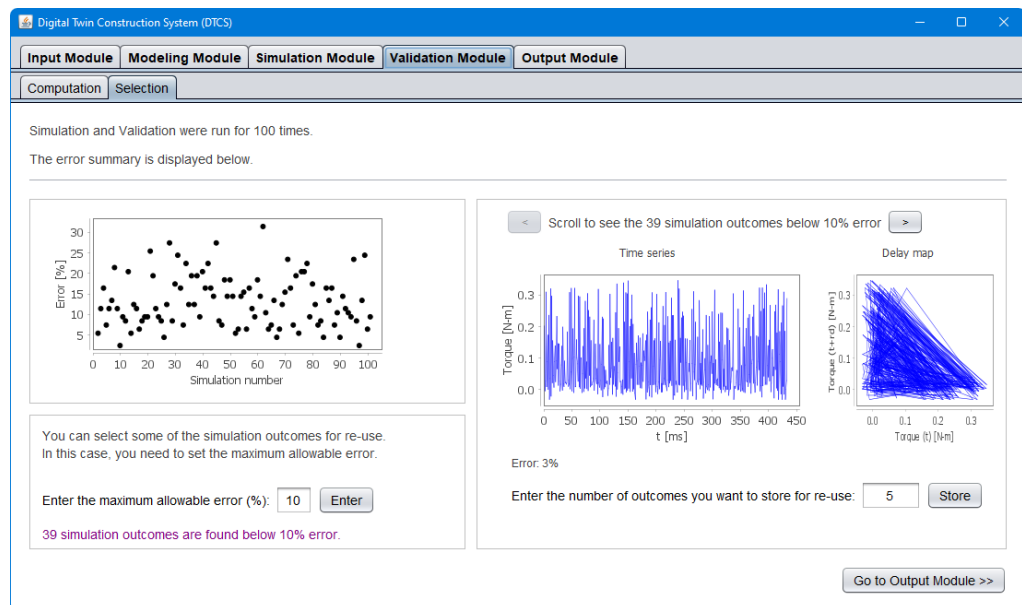 Digital Twin Construction System (DTCS)
Input Module Modeling Module Simulation Module Validation Module Output Module
Computation Selection
Simulation and Validation were run for 100 times.
The error summary is displayed below.
Error [%]
30
25
20
15
10
5
0 10 20 30 40 50 60 70 80 90 100
Simulation number
You can select some of the simulation outcomes for re-use.
In this case, you need to set the maximum allowable error.
Enter the maximum allowable error (%): 10 Enter
39 simulation outcomes are found below 10% error.
< Scroll to see the 39 simulation outcomes below 10% error >
Time series
Torque [N-m]
0.3
0.2
0.1
0.0
0 50 100 150 200 250 300 350 400 450
t [ms]
Delay map
Torque (t+rd) [N-m]
0.3
0.2
0.1
0.0
0.0 0.1 0.2 0.3
Torque (t) [N-m]
Error: 3%
Enter the number of outcomes you want to store for re-use: 5 Store
Go to Output Module >>